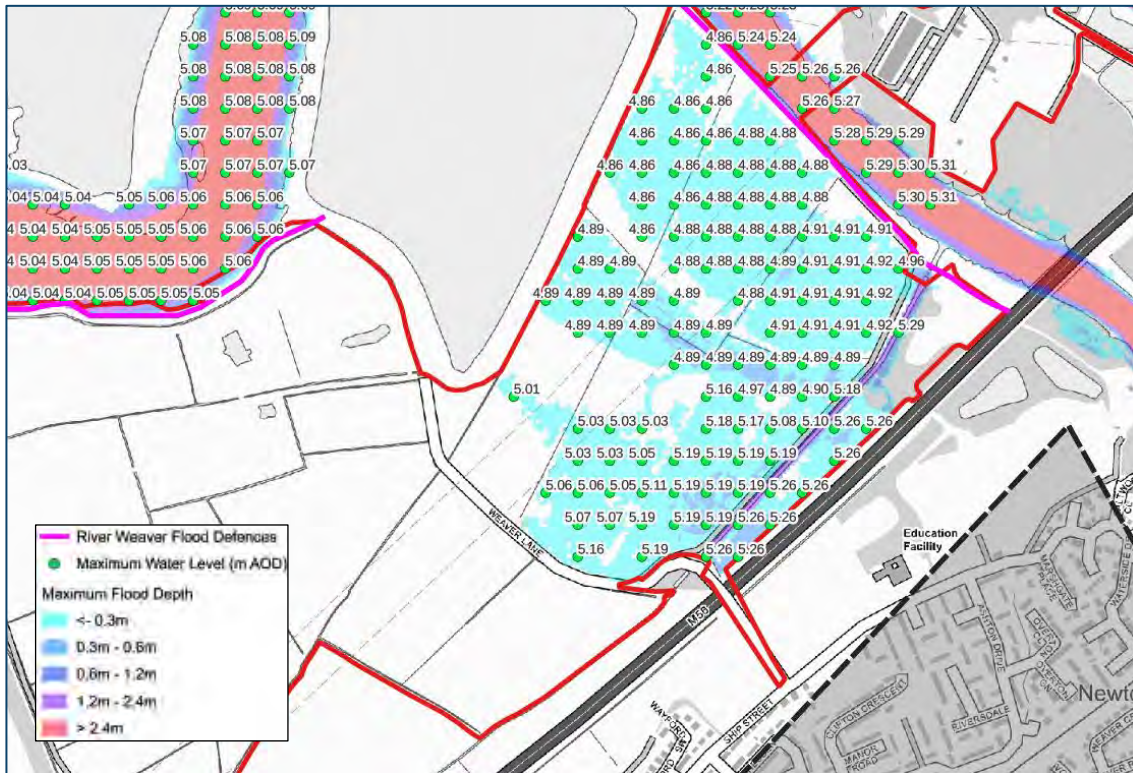 5.09 5.09 5.09
5.08 5.08 5.08 5.09
5.08 5.08 5.08 5.08
5.08 5.08 5.08 5.08
5.07 5.07 5.07
5.07 5.07 5.07 5.07
5.04 5.04 5.05 5.05 5.06 5.06 5.06
5.04 5.04 5.05 5.05 5.05 5.06 5.06 5.06
5.04 5.04 5.05 5.05 5.05 5.06 5.06
5.04 5.04 5.05 5.05 5.05 5.05
4.86 5.24 5.24
4.86 5.25 5.26 5.26
4.86 4.86 4.86 5.26 5.27
4.86 4.86 4.86 4.88 4.88 5.28 5.29 5.29
4.86 4.86 4.88 4.88 4.88 4.88 5.29 5.30 5.31
4.86 4.88 4.88 4.88 4.88 5.30 5.31
4.89 4.86 4.88 4.88 4.88 4.89 4.91 4.91 4.91
4.89 4.89 4.88 4.88 4.89 4.91 4.91 4.92 4.96
4.89 4.89 4.89 4.89 4.89 4.88 4.91 4.91 4.91 4.92
4.89 4.89 4.89 4.89 4.89 4.91 4.91 4.91 4.92 5.29
4.89 4.89 4.89 4.89 4.89 4.89
5.01 5.16 4.97 4.89 4.90 5.18
5.03 5.03 5.03 5.18 5.17 5.08 5.10 5.26 5.26
5.03 5.03 5.05 5.19 5.19 5.19 5.19 5.26
5.06 5.06 5.05 5.11 5.19 5.19 5.19 5.26 5.26
5.07 5.07 5.19 5.19 5.19 5.26 5.26
5.16 5.19 5.26 5.26
WEAVER LANE
M56
Education
Facility
SHIP STREET
ASHTON DRIVE
MARSHGATE
PLACE
WATERSIDE
CLIFTON CRESCENT
RIVERSDALE
MANOR
ROAD
Newto
River Weaver Flood Defences
Maximum Water Level (m AOD)
Maximum Flood Depth
<- 0.3m
0.3m - 0.6m
0.6m - 1.2m
1.2m - 2.4m
> 2.4m